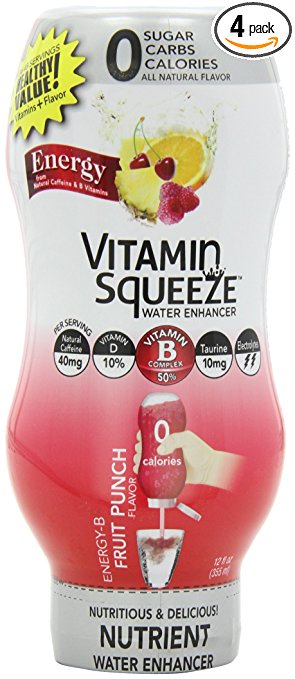 4
pack
0 SUGAR
CARBS
CALORIES
ALL NATURAL FLAVOR
SERVINGS
HEALTHY
VALUE!
Vitamins + Flavor
Energy
from
Natural Caffeine & B Vitamins
VITAMIN
SQUEEZE™
WATER ENHANCER
PER SERVING
Natural
Caffeine
40mg
VITAMIN
D
10%
VITAMIN
B
COMPLEX
50%
Taurine
10mg
Electrolytes
0
calories
ENERGY-B
FRUIT PUNCH
FLAVOR
12 fl oz
(355 ml)
NUTRITIOUS & DELICIOUS!
NUTRIENT
WATER ENHANCER